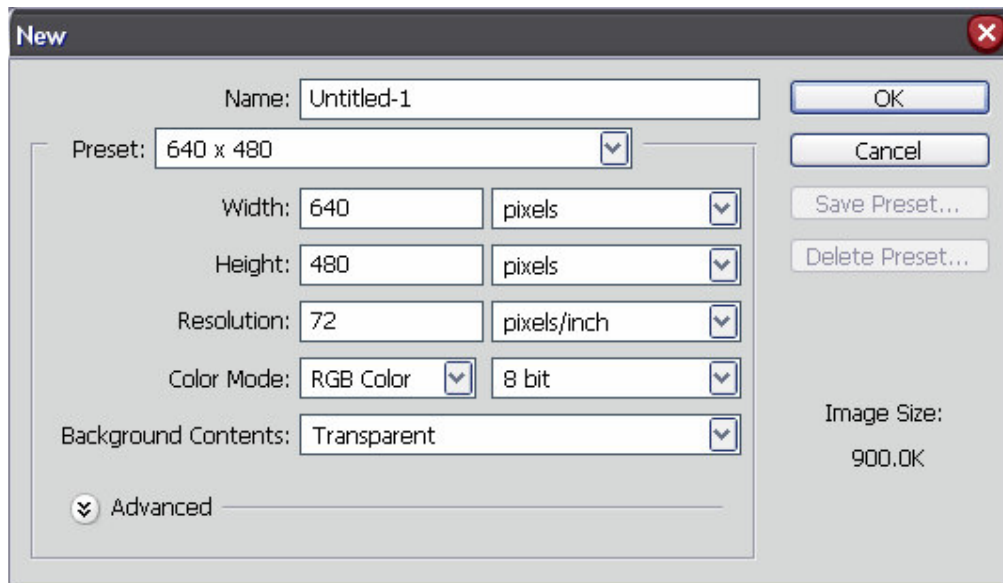 New
Name: Untitled-1
OK
Preset: 640 x 480
Cancel
Width: 640 pixels
Save Preset...
Height: 480 pixels
Delete Preset...
Resolution: 72 pixels/inch
Color Mode: RGB Color 8 bit
Background Contents: Transparent
Image Size:
900.0K
Advanced